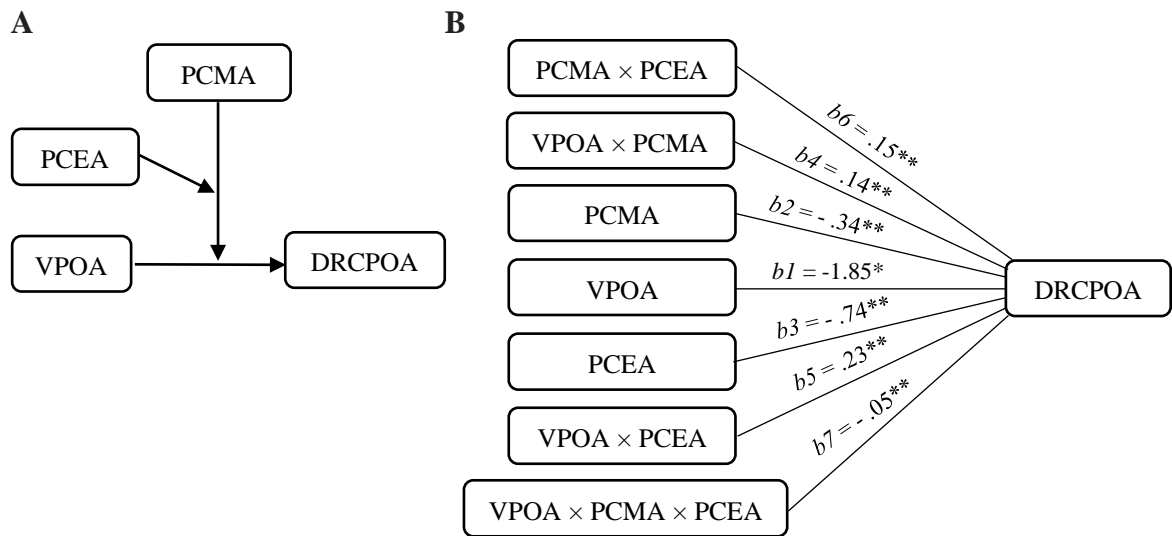 A
PCMA
PCEA
VPOA
DRCPOA
B
PCMA × PCEA
VPOA × PCMA
PCMA
VPOA
PCEA
VPOA × PCEA
VPOA × PCMA × PCEA
b6 = .15**
b4 = .14**
b2 = - .34**
b1 = -1.85*
b3 = - .74**
b5 = .23**
b7 = - .05**
DRCPOA